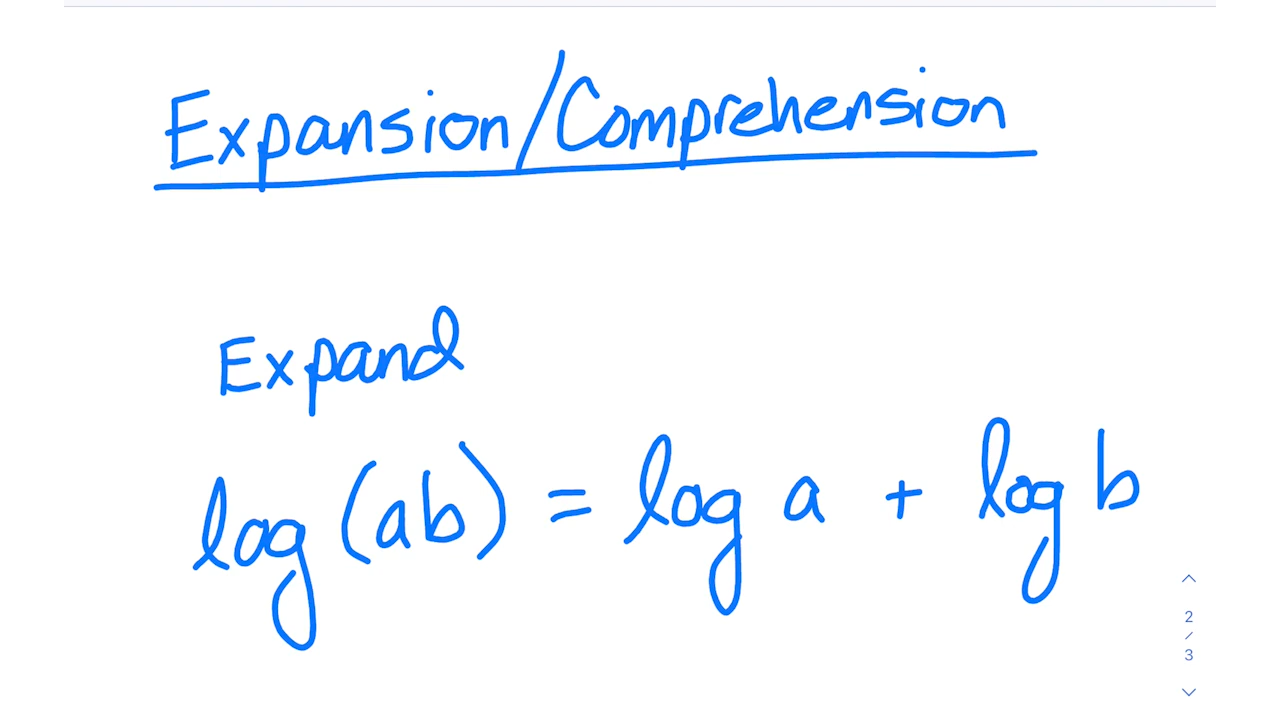 Expansion/Comprehension
Expand
log (ab) = log a + log b
2
/
3